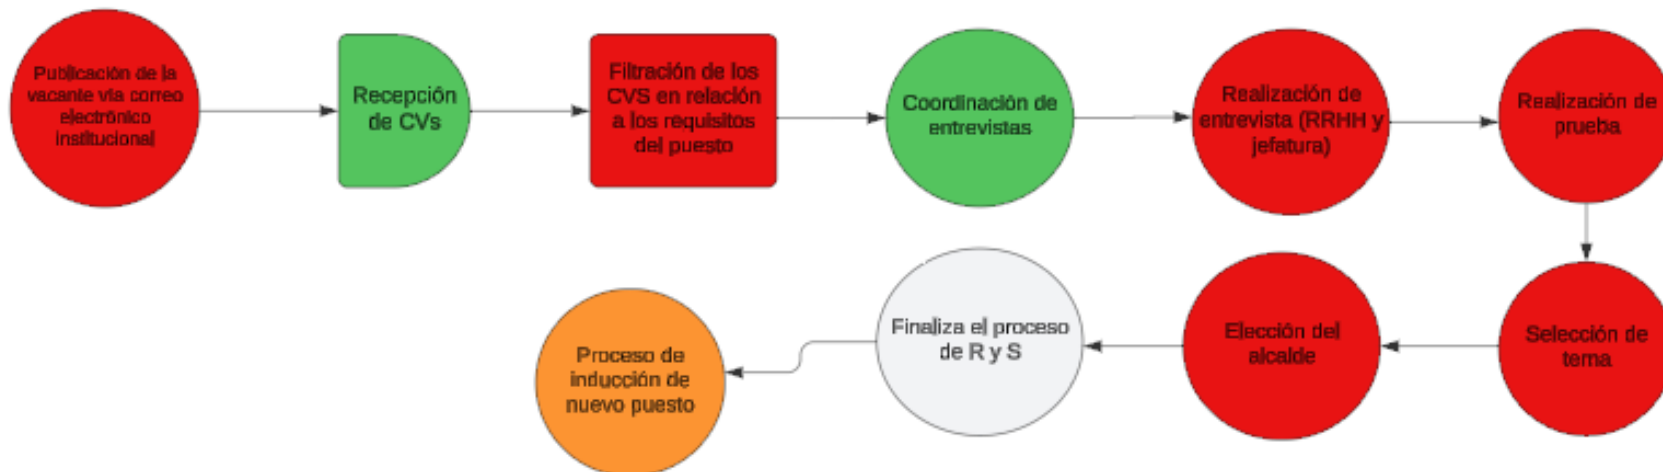 Publicación de la
vacante vía correo
electrónico
institucional
Recepción
de CVs
Filtración de los
CVS en relación
a los requisitos
del puesto
Coordinación de
entrevistas
Realización de
entrevista (RRHH y
jefatura)
Realización de
prueba
Selección de
terna
Elección del
alcalde
Finaliza el proceso
de R y S
Proceso de
inducción de
nuevo puesto